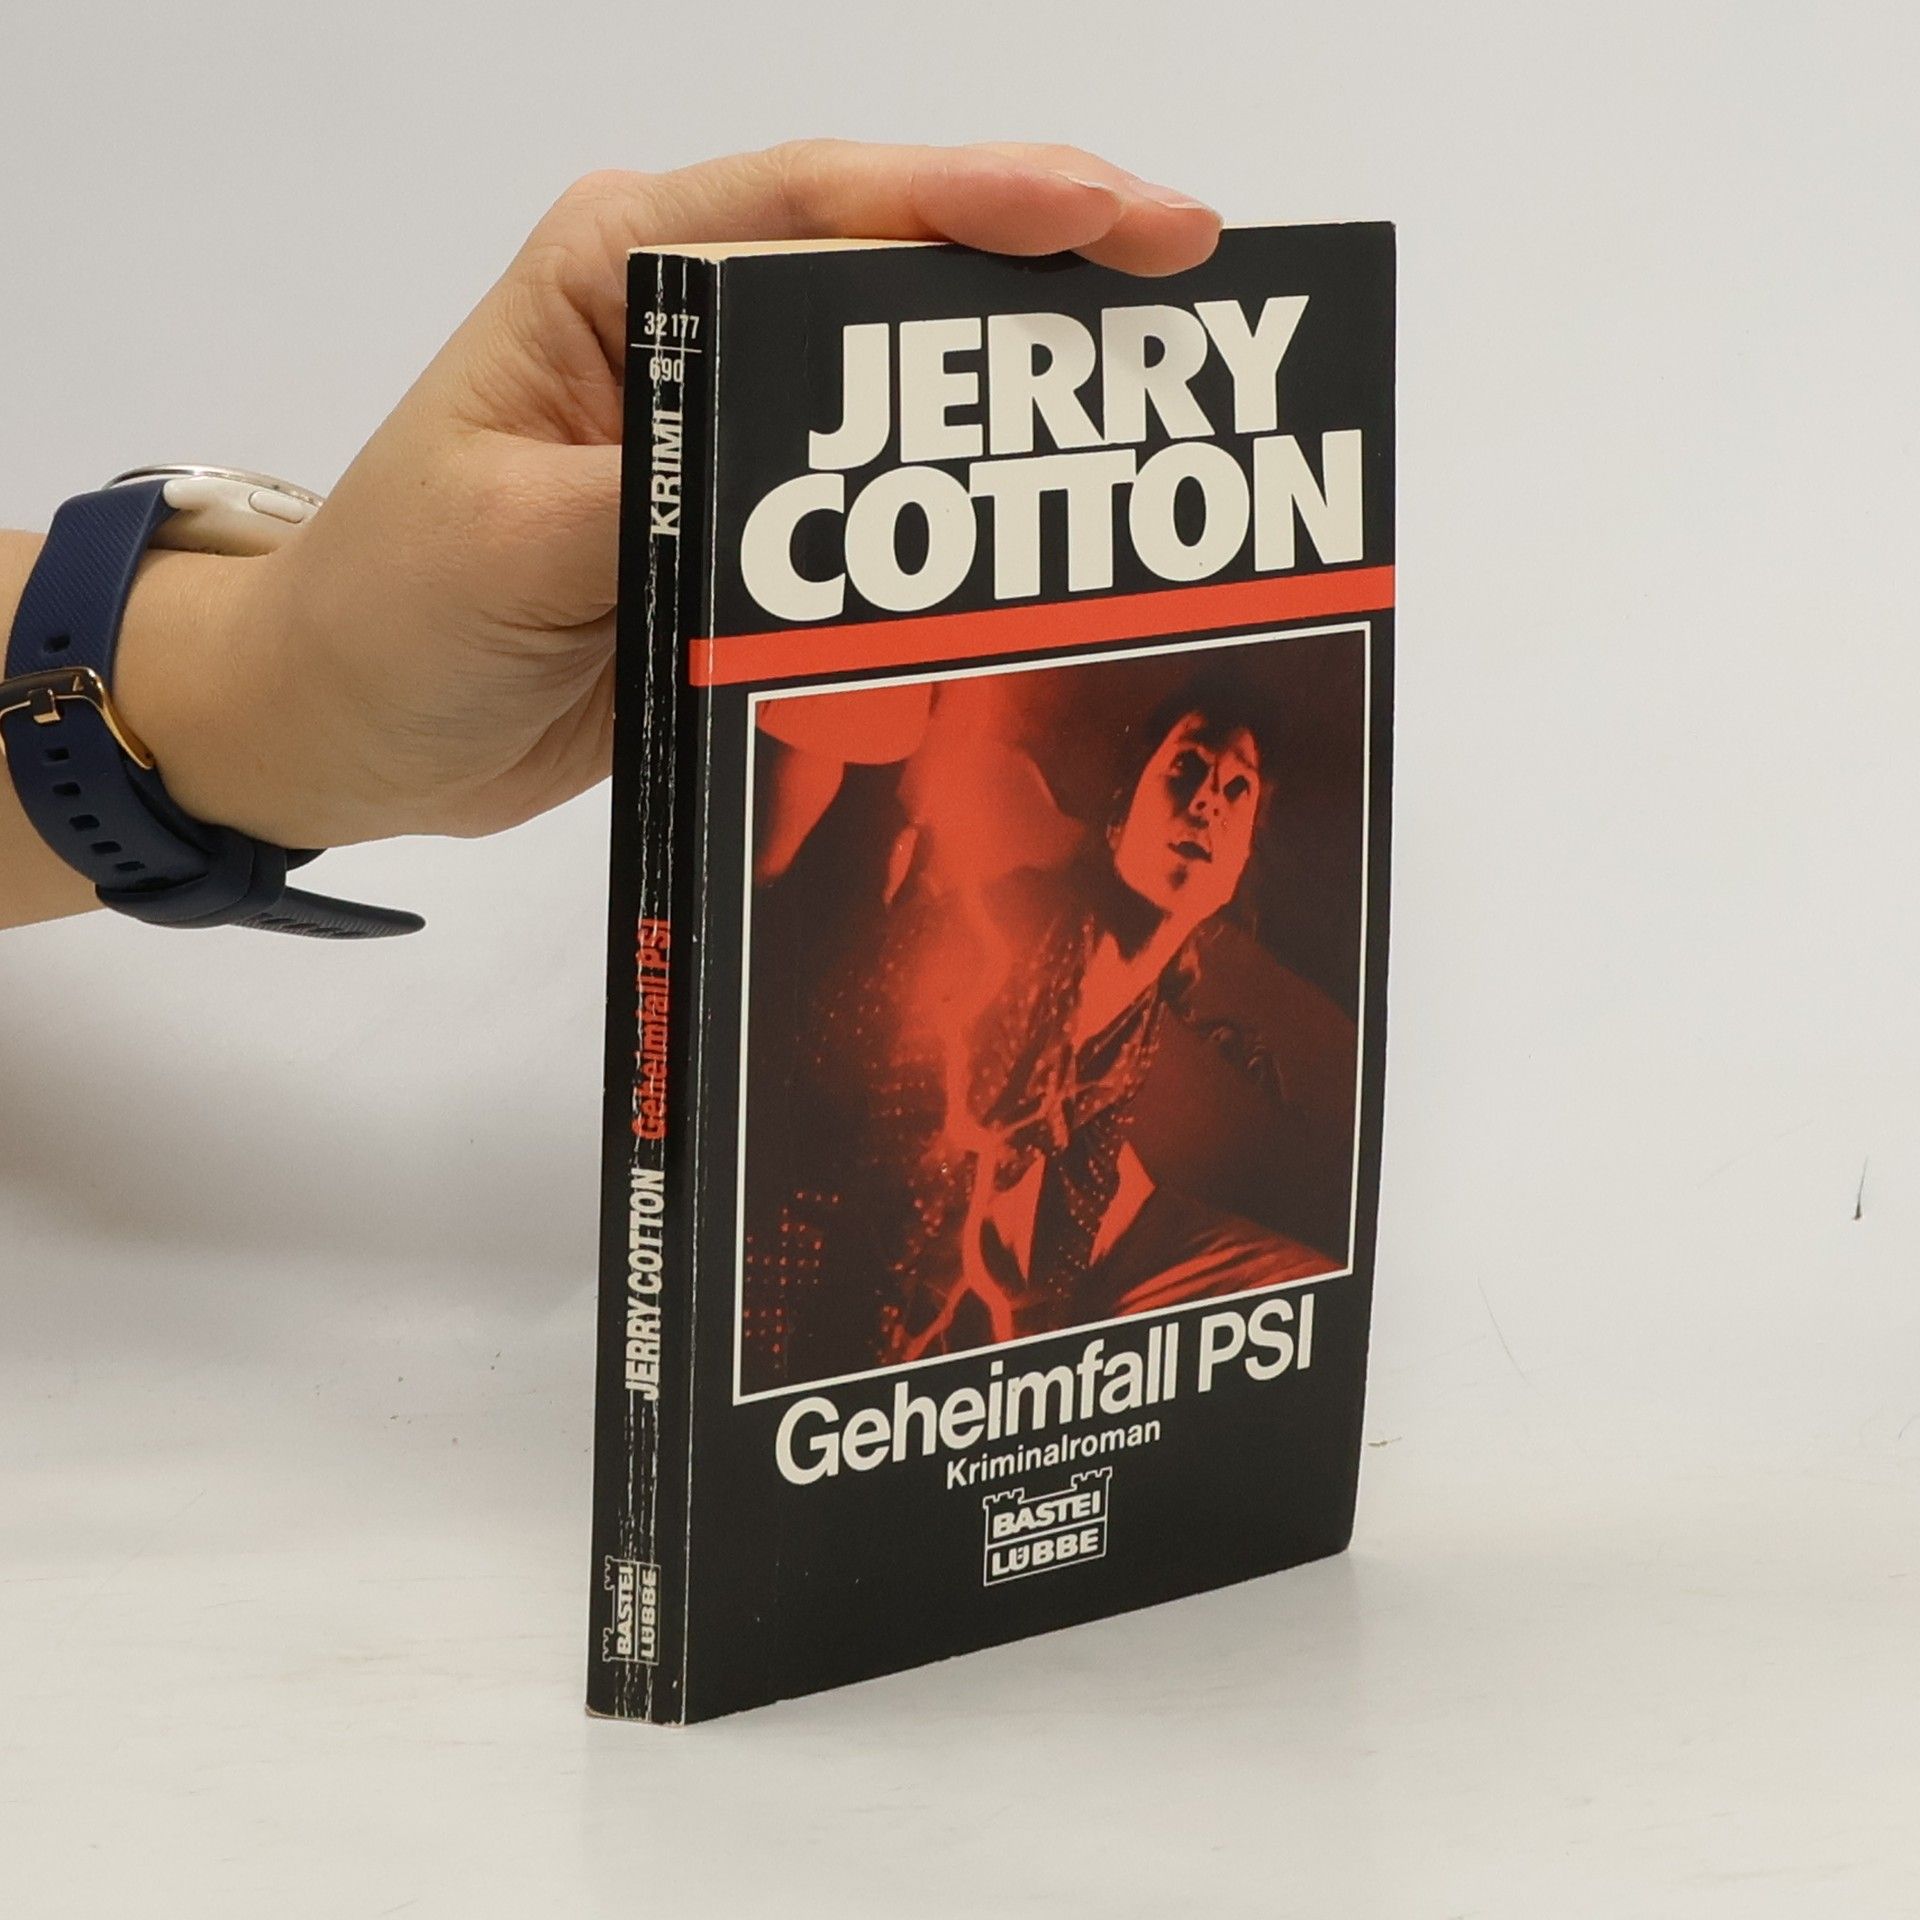 32 177
690
KRIMI
Geheimfall PSI
JERRY COTTON
BASTEI
LÜBBE
JERRY
COTTON
Geheimfall PSI
Kriminalroman
BASTEI
LÜBBE